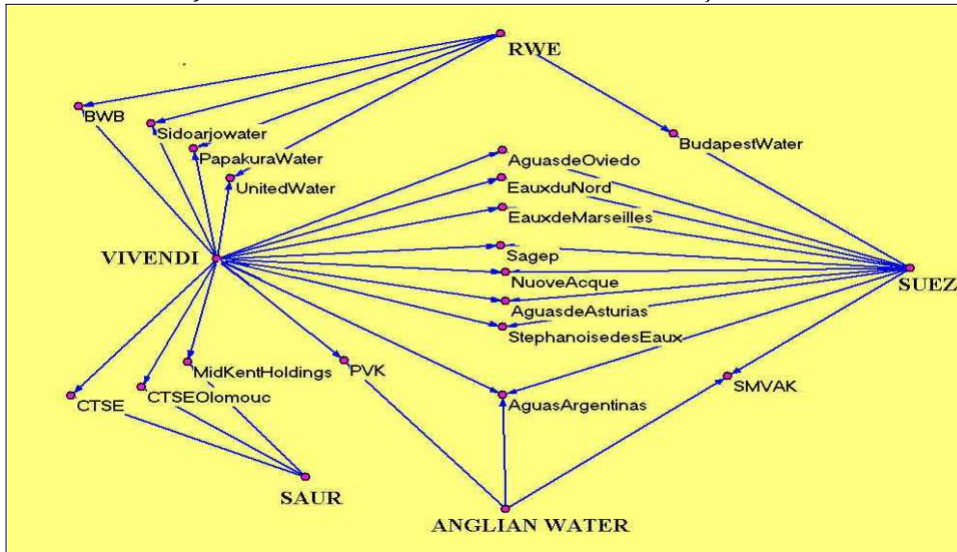 RWE
BWB
Sidoarjowater
PapakuraWater
UnitedWater
BudapestWater
AguasdeOviedo
EauxduNord
EauxdeMarseilles
Sagep
VIVENDI
NuoveAcque
SUEZ
AguasdeAsturias
StephanoisedesEaux
MidKentHoldings
PVK
CTSEOlomouc
CTSE
AguasArgentinas
SMVAK
SAUR
ANGLIAN WATER